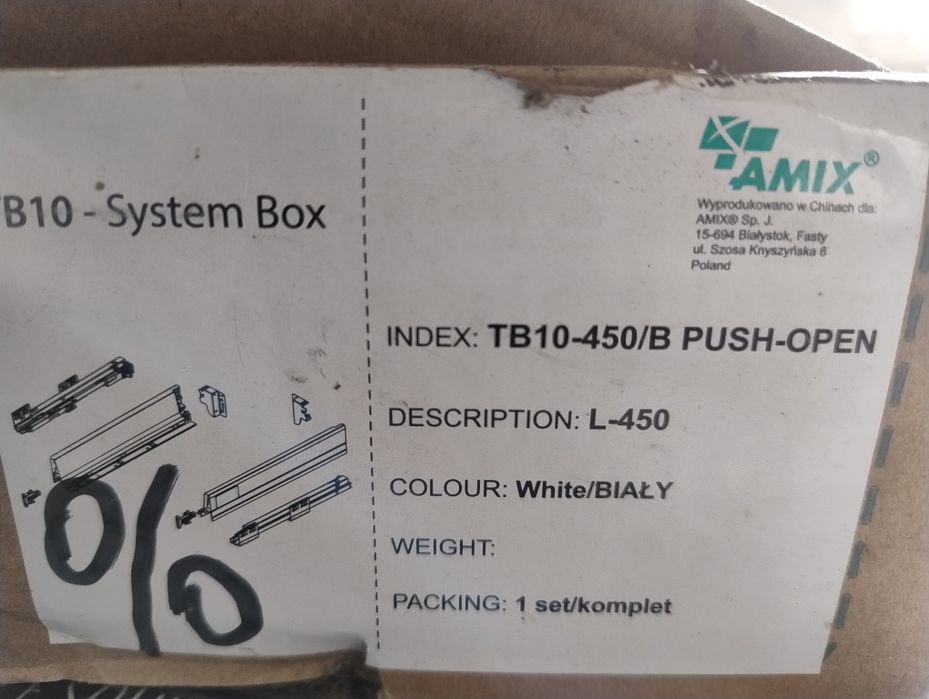 TB10 - System Box
%
AMIX®
Wyprodukowano w Chinach dla:
AMIX® Sp. J.
15-694 Białystok, Fasty
ul. Szosa Knyszyńska 6
Poland
INDEX: TB10-450/B PUSH-OPEN
DESCRIPTION: L-450
COLOUR: White/BIAŁY
WEIGHT:
PACKING: 1 set/komplet